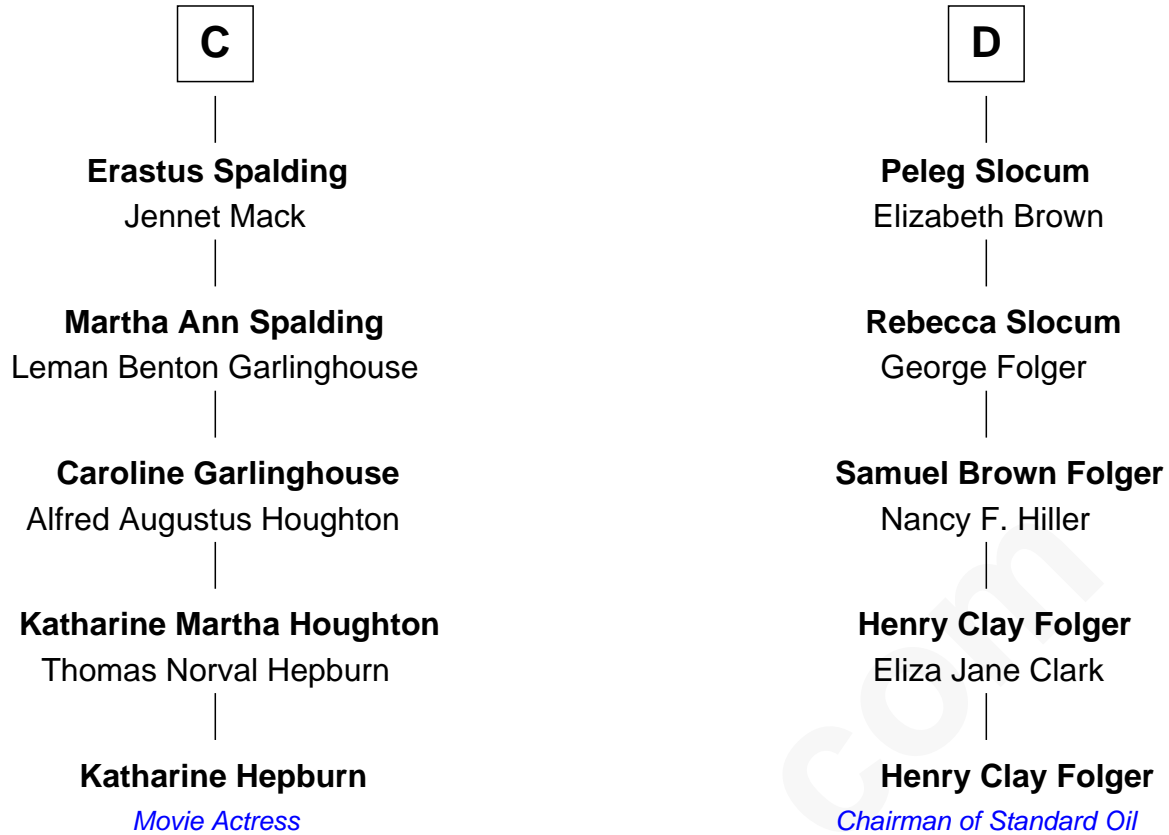 C
Erastus Spalding
Jennet Mack
Martha Ann Spalding
Leman Benton Garlinghouse
Caroline Garlinghouse
Alfred Augustus Houghton
Katharine Martha Houghton
Thomas Norval Hepburn
Katharine Hepburn
Movie Actress
D
Peleg Slocum
Elizabeth Brown
Rebecca Slocum
George Folger
Samuel Brown Folger
Nancy F. Hiller
Henry Clay Folger
Eliza Jane Clark
Henry Clay Folger
Chairman of Standard Oil
com